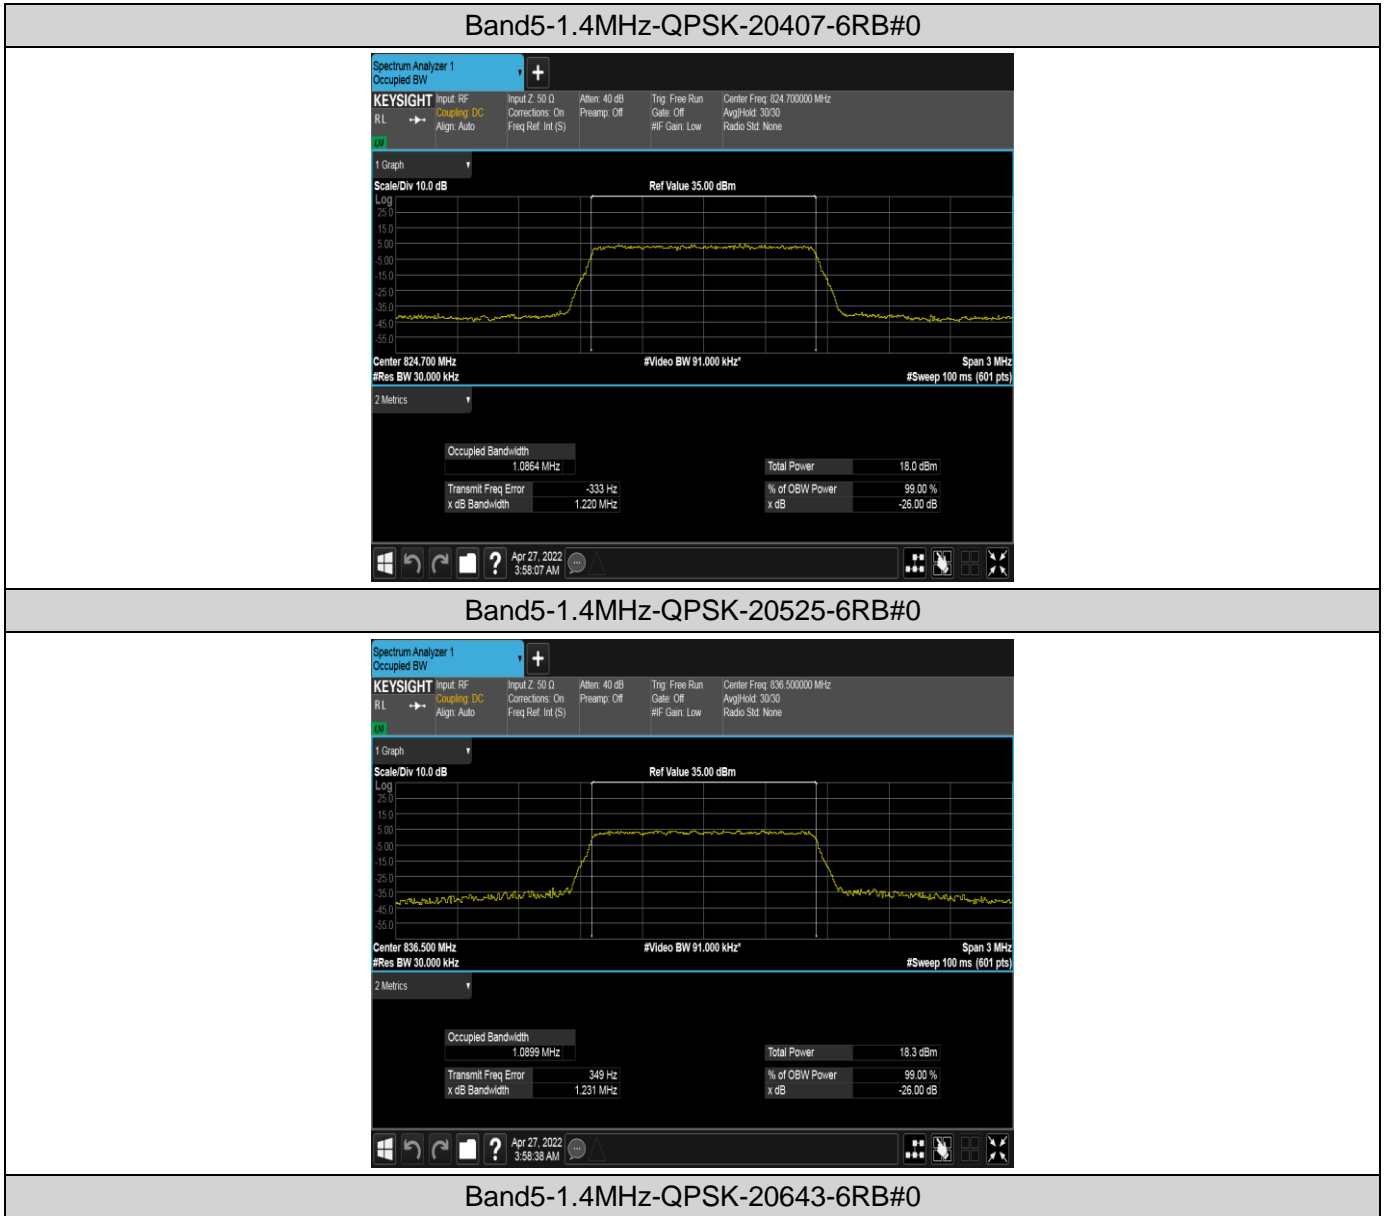 Band5-1.4MHz-QPSK-20407-6RB#0
Spectrum Analyzer 1
Occupied BW
KEYSIGHT
RL
LXI
Input: RF
Coupling: DC
Align: Auto
Input Z: 50 Ω
Corrections: On
Freq Ref: Int (S)
Atten: 40 dB
Preamp: Off
Trig: Free Run
Gate: Off
#IF Gain: Low
Center Freq: 824.700000 MHz
Avg|Hold: 30/30
Radio Std: None
1 Graph
Scale/Div 10.0 dB
Ref Value 35.00 dBm
Log
25.0
15.0
5.00
-5.00
-15.0
-25.0
-35.0
-45.0
-55.0
Center 824.700 MHz
#Video BW 91.000 kHz*
Span 3 MHz
#Res BW 30.000 kHz
#Sweep 100 ms (601 pts)
2 Metrics
Occupied Bandwidth
1.0864 MHz
Total Power 18.0 dBm
Transmit Freq Error -333 Hz
% of OBW Power 99.00 %
x dB Bandwidth 1.220 MHz
x dB -26.00 dB
Apr 27, 2022
3:58:07 AM
Band5-1.4MHz-QPSK-20525-6RB#0
Spectrum Analyzer 1
Occupied BW
KEYSIGHT
RL
LXI
Input: RF
Coupling: DC
Align: Auto
Input Z: 50 Ω
Corrections: On
Freq Ref: Int (S)
Atten: 40 dB
Preamp: Off
Trig: Free Run
Gate: Off
#IF Gain: Low
Center Freq: 836.500000 MHz
Avg|Hold: 30/30
Radio Std: None
1 Graph
Scale/Div 10.0 dB
Ref Value 35.00 dBm
Log
25.0
15.0
5.00
-5.00
-15.0
-25.0
-35.0
-45.0
-55.0
Center 836.500 MHz
#Video BW 91.000 kHz*
Span 3 MHz
#Res BW 30.000 kHz
#Sweep 100 ms (601 pts)
2 Metrics
Occupied Bandwidth
1.0899 MHz
Total Power 18.3 dBm
Transmit Freq Error 349 Hz
% of OBW Power 99.00 %
x dB Bandwidth 1.231 MHz
x dB -26.00 dB
Apr 27, 2022
3:58:38 AM
Band5-1.4MHz-QPSK-20643-6RB#0